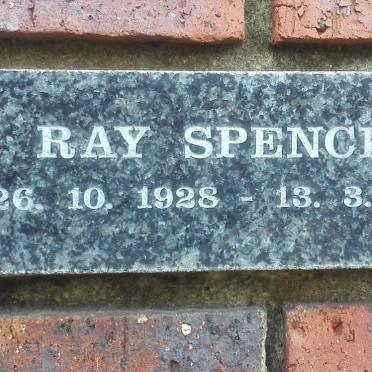 RAY SPENC
26. 10. 1928 - 13. 3.